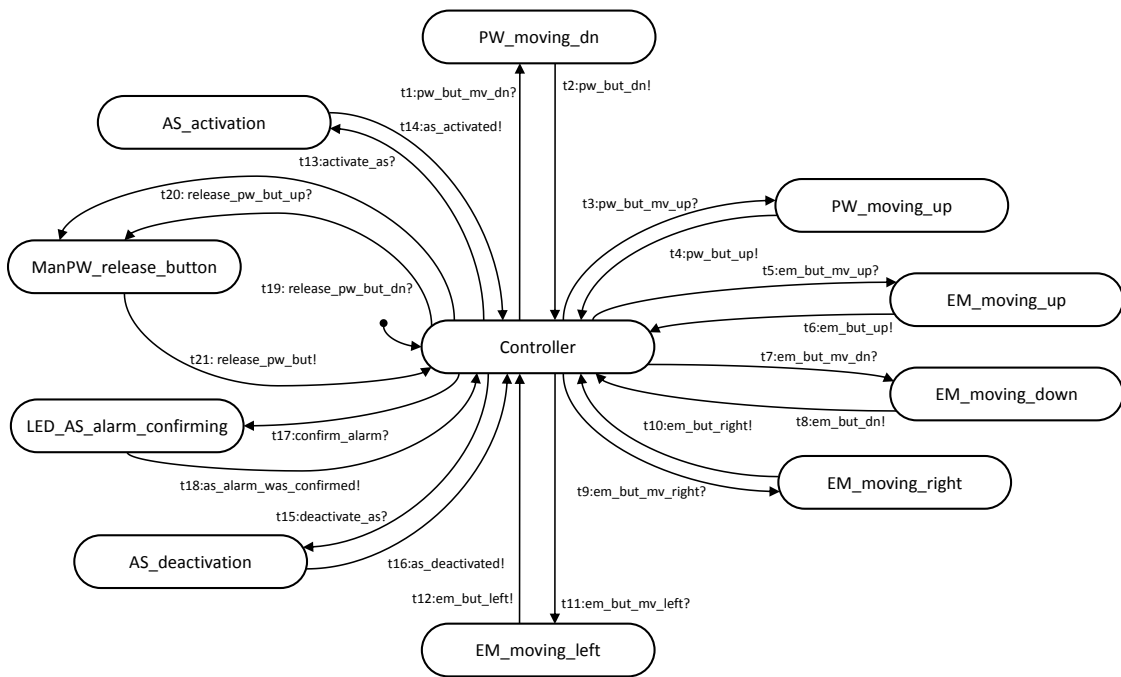 PW_moving_dn
t1:pw_but_mv_dn?
t2:pw_but_dn!
AS_activation
t14:as_activated!
t13:activate_as?
t20: release_pw_but_up?
t3:pw_but_mv_up?
PW_moving_up
t4:pw_but_up!
ManPW_release_button
t5:em_but_mv_up?
t19: release_pw_but_dn?
EM_moving_up
t6:em_but_up!
Controller
t21: release_pw_but!
t7:em_but_mv_dn?
EM_moving_down
t8:em_but_dn!
LED_AS_alarm_confirming
t17:confirm_alarm?
t10:em_but_right!
t18:as_alarm_was_confirmed!
t9:em_but_mv_right?
EM_moving_right
t15:deactivate_as?
AS_deactivation
t16:as_deactivated!
t12:em_but_left!
t11:em_but_mv_left?
EM_moving_left